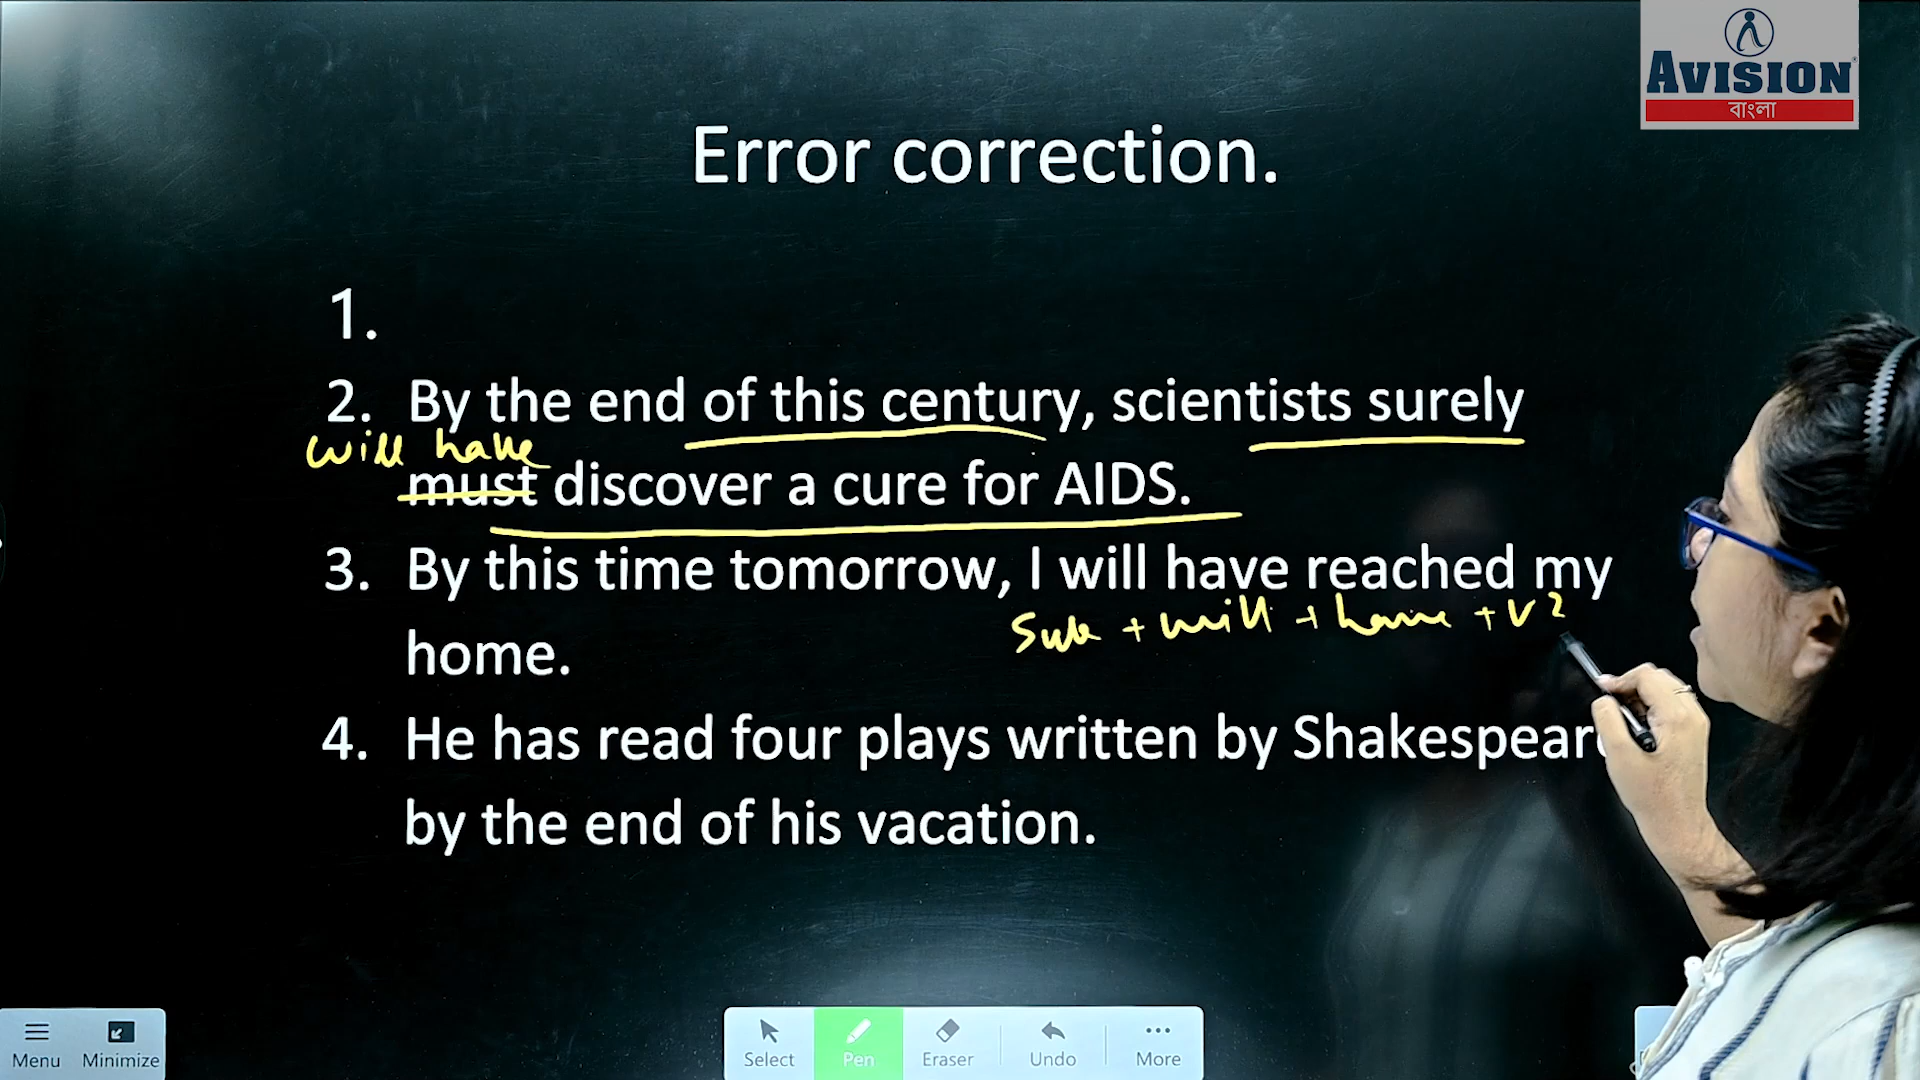 AVISION
বাংলা
Error correction.
1.
2. By the end of this century, scientists surely
will have
must discover a cure for AIDS.
3. By this time tomorrow, I will have reached my
Sub + will + have + v
home.
4. He has read four plays written by Shakespear
by the end of his vacation.
Menu Minimize Select Pen Eraser Undo More